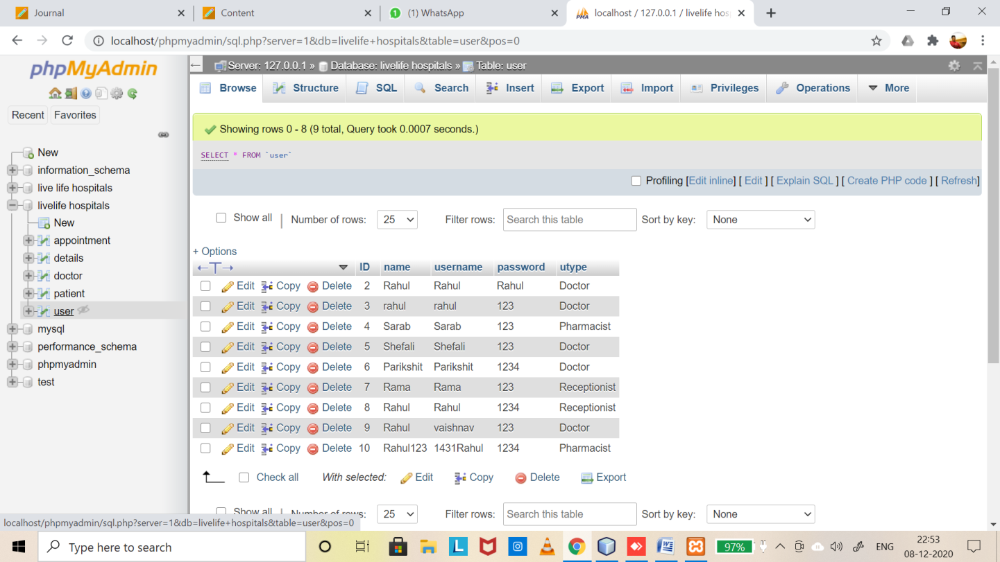 Journal
Content
(1) WhatsApp
localhost / 127.0.0.1 / livelife hos
localhost/phpmyadmin/sql.php?server=1&db=livelife+hospitals&table=user&pos=0
phpMyAdmin
Recent Favorites
New
information_schema
live life hospitals
livelife hospitals
New
appointment
details
doctor
patient
user
mysql
performance_schema
phpmyadmin
test
Server: 127.0.0.1 » Database: livelife hospitals » Table: user
Browse Structure SQL Search Insert Export Import Privileges Operations More
Showing rows 0 - 8 (9 total, Query took 0.0007 seconds.)
SELECT * FROM `user`
Profiling [Edit inline] [ Edit ] [ Explain SQL ] [ Create PHP code ] [ Refresh]
Show all | Number of rows: 25 Filter rows: Search this table Sort by key: None
+ Options
ID name username password utype
Edit Copy Delete 2 Rahul Rahul Rahul Doctor
Edit Copy Delete 3 rahul rahul 123 Doctor
Edit Copy Delete 4 Sarab Sarab 123 Pharmacist
Edit Copy Delete 5 Shefali Shefali 123 Doctor
Edit Copy Delete 6 Parikshit Parikshit 1234 Doctor
Edit Copy Delete 7 Rama Rama 123 Receptionist
Edit Copy Delete 8 Rahul Rahul 1234 Receptionist
Edit Copy Delete 9 Rahul vaishnav 123 Doctor
Edit Copy Delete 10 Rahul123 1431Rahul 1234 Pharmacist
Check all With selected: Edit Copy Delete Export
Show all | Number of rows: 25 Filter rows: Search this table Sort by key: None
localhost/phpmyadmin/sql.php?server=1&db=livelife+hospitals&table=user&pos=0
Type here to search
97%
ENG
22:53
08-12-2020